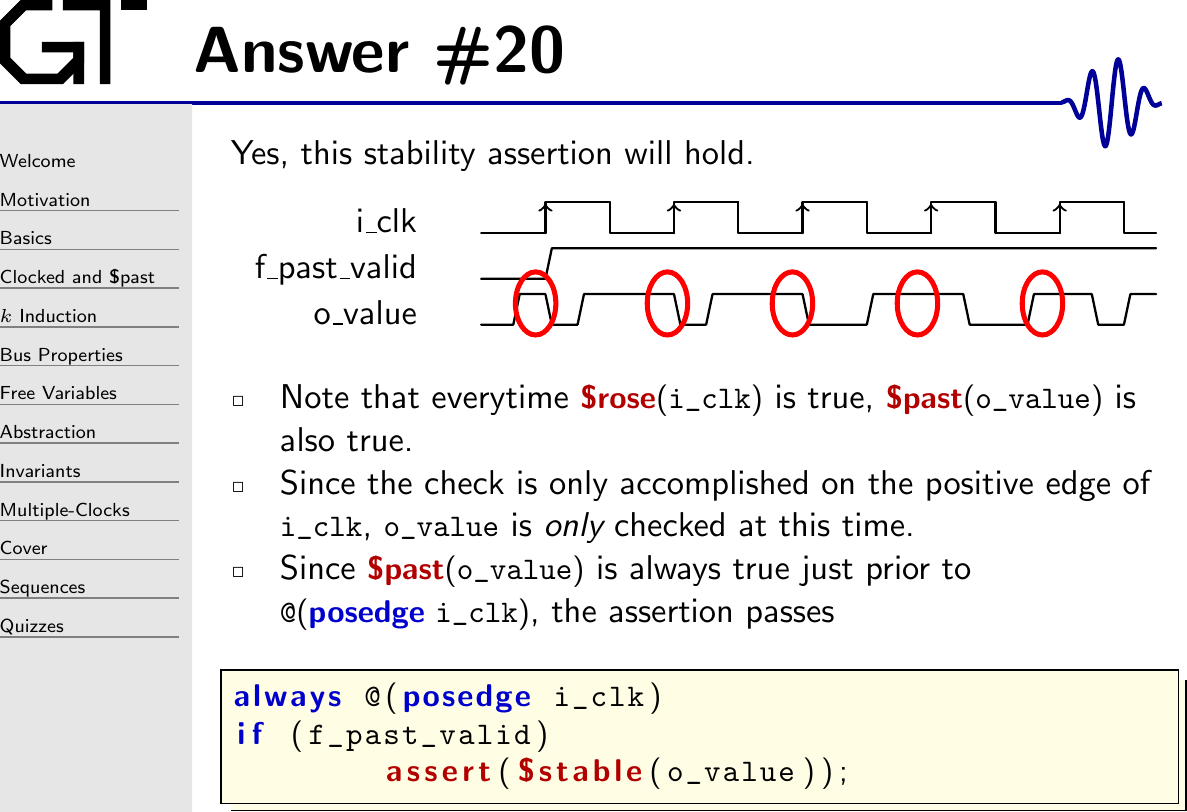 GT
Answer #20
Welcome
Motivation
Basics
Clocked and $past
k Induction
Bus Properties
Free Variables
Abstraction
Invariants
Multiple-Clocks
Cover
Sequences
Quizzes
Yes, this stability assertion will hold.
i_clk
f_past_valid
o_value
Note that everytime $rose(i_clk) is true, $past(o_value) is
also true.
Since the check is only accomplished on the positive edge of
i_clk, o_value is only checked at this time.
Since $past(o_value) is always true just prior to
@(posedge i_clk), the assertion passes
always @(posedge i_clk)
if (f_past_valid)
assert($stable(o_value));